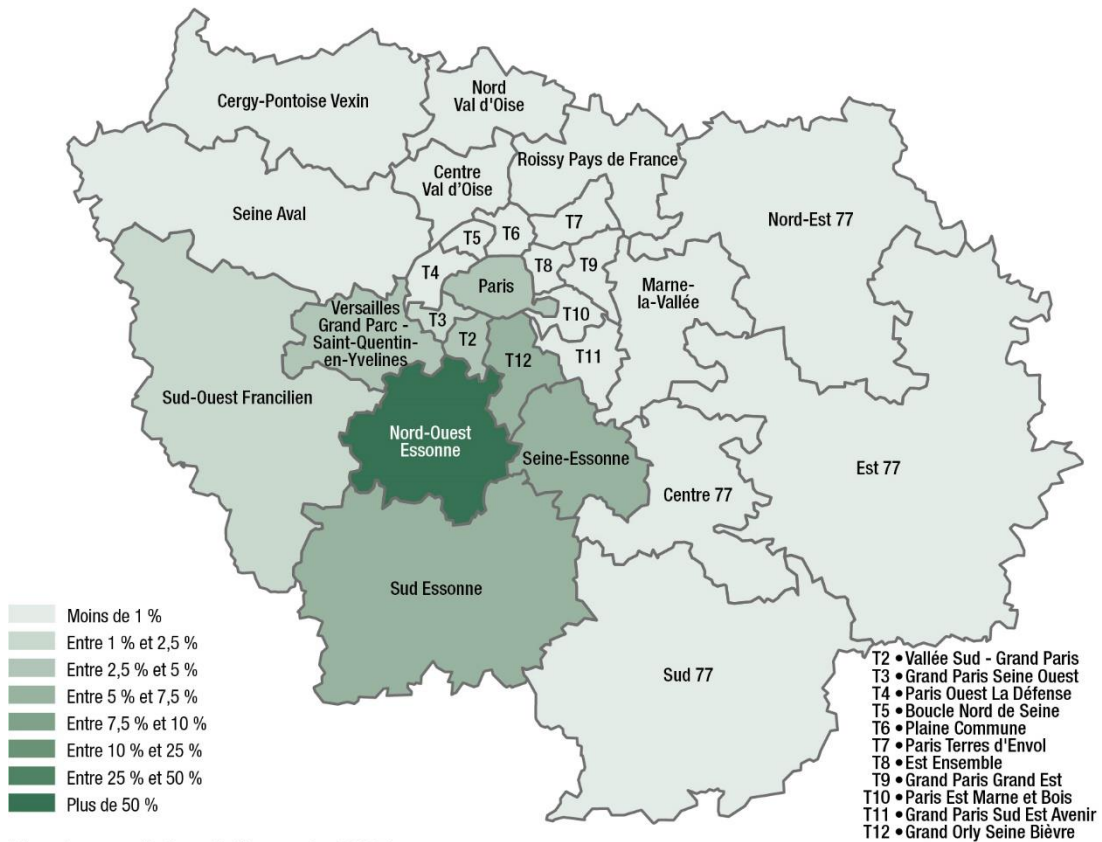 Cergy-Pontoise Vexin
Nord
Val d'Oise
Roissy Pays de France
Centre
Val d'Oise
Seine Aval
Nord-Est 77
T7
T6
T5
T8
T9
T4
Paris
Marne-
la-Vallée
Versailles
Grand Parc -
Saint-Quentin-
en-Yvelines
T3
T10
T2
T12
T11
Sud-Ouest Francilien
Nord-Ouest
Essonne
Seine-Essonne
Est 77
Centre 77
Sud Essonne
Sud 77
Moins de 1 %
Entre 1 % et 2,5 %
Entre 2,5 % et 5 %
Entre 5 % et 7,5 %
Entre 7,5 % et 10 %
Entre 10 % et 25 %
Entre 25 % et 50 %
Plus de 50 %
T2 • Vallée Sud - Grand Paris
T3 • Grand Paris Seine Ouest
T4 • Paris Ouest La Défense
T5 • Boucle Nord de Seine
T6 • Plaine Commune
T7 • Paris Terres d'Envol
T8 • Est Ensemble
T9 • Grand Paris Grand Est
T10 • Paris Est Marne et Bois
T11 • Grand Paris Sud Est Avenir
T12 • Grand Orly Seine Bièvre